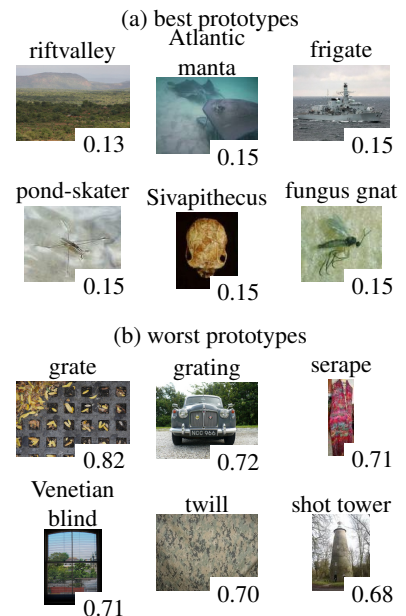 (a) best prototypes
riftvalley
Atlantic
manta
frigate
0.13
0.15
0.15
pond-skater
Sivapithecus
fungus gnat
0.15
0.15
0.15
(b) worst prototypes
grate
grating
serape
NCC 966
0.82
0.72
0.71
Venetian
blind
twill
shot tower
0.71
0.70
0.68